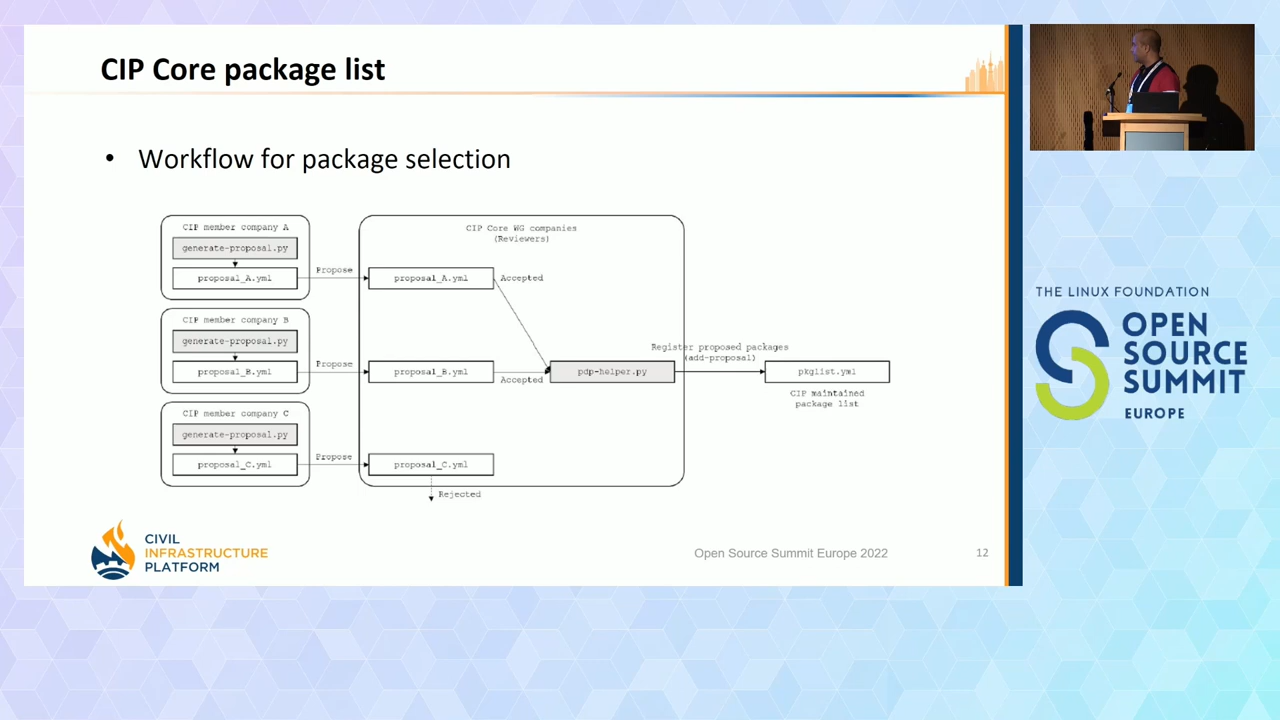 CIP Core package list
• Workflow for package selection
CIP member company A
generate-proposal.py
proposal_A.yml
Propose
CIP member company B
generate-proposal.py
proposal_B.yml
Propose
CIP member company C
generate-proposal.py
proposal_C.yml
Propose
CIP Core WG companies
(Reviewers)
proposal_A.yml
Accepted
proposal_B.yml
Accepted
proposal_C.yml
Rejected
pdp-helper.py
Register proposed packages
(add-proposal)
pkglist.yml
CIP maintained
package list
CIVIL
INFRASTRUCTURE
PLATFORM
Open Source Summit Europe 2022
12
THE LINUX FOUNDATION
OPEN
SOURCE
SUMMIT
EUROPE